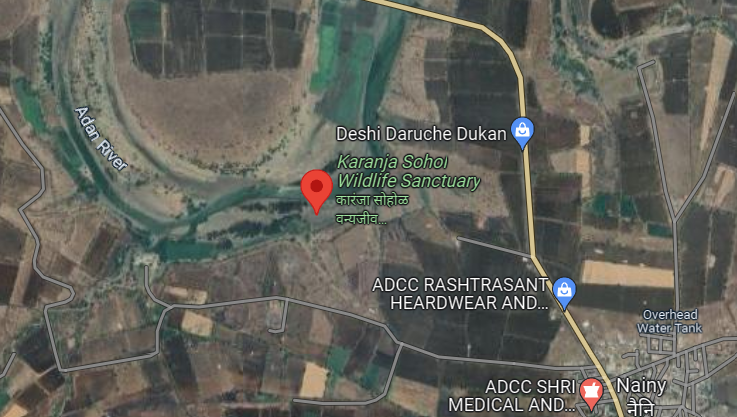 Adan River
Deshi Daruche Dukan
Karanja Sohol
Wildlife Sanctuary
कारंजा सोहोळ
वन्यजीव...
ADCC RASHTRASANT
HEARDWEAR AND...
Overhead
Water Tank
ADCC SHRI
MEDICAL AND...
Nainy
नैनि